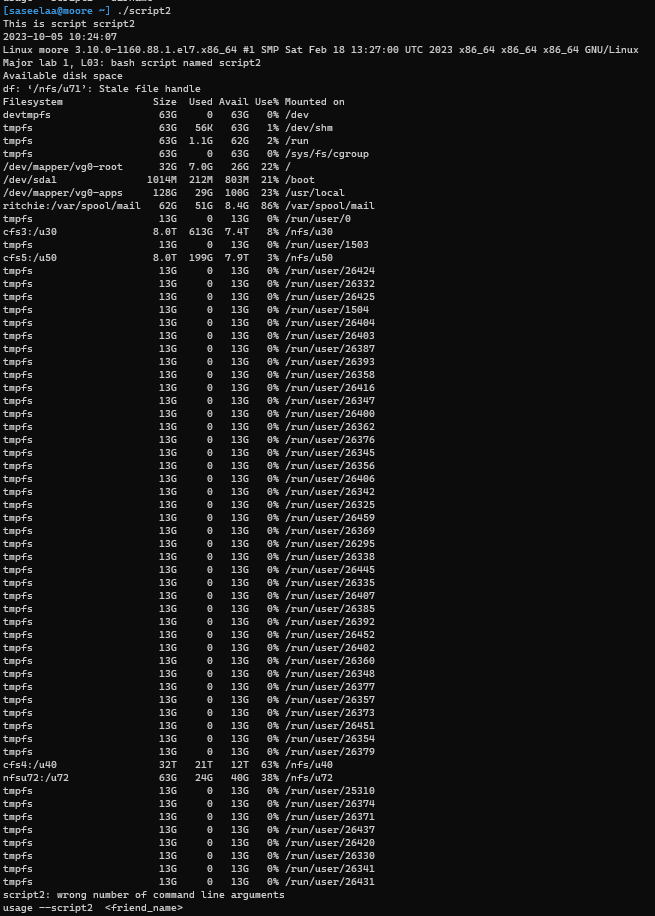 [saseelaa@moore ~] ./script2
This is script script2
2023-10-05 10:24:07
Linux moore 3.10.0-1160.88.1.el7.x86_64 #1 SMP Sat Feb 18 13:27:00 UTC 2023 x86_64 x86_64 x86_64 GNU/Linux
Major lab 1, L03: bash script named script2
Available disk space
df: ‘/nfs/u71’: Stale file handle
Filesystem Size Used Avail Use% Mounted on
devtmpfs 63G 0 63G 0% /dev
tmpfs 63G 56K 63G 1% /dev/shm
tmpfs 63G 1.1G 62G 2% /run
tmpfs 63G 0 63G 0% /sys/fs/cgroup
/dev/mapper/vg0-root 32G 7.0G 26G 22% /
/dev/sda1 1014M 212M 803M 21% /boot
/dev/mapper/vg0-apps 128G 29G 100G 23% /usr/local
ritchie:/var/spool/mail 62G 51G 8.4G 86% /var/spool/mail
tmpfs 13G 0 13G 0% /run/user/0
cfs3:/u30 8.0T 613G 7.4T 8% /nfs/u30
tmpfs 13G 0 13G 0% /run/user/1503
cfs5:/u50 8.0T 199G 7.9T 3% /nfs/u50
tmpfs 13G 0 13G 0% /run/user/26424
tmpfs 13G 0 13G 0% /run/user/26332
tmpfs 13G 0 13G 0% /run/user/26425
tmpfs 13G 0 13G 0% /run/user/1504
tmpfs 13G 0 13G 0% /run/user/26404
tmpfs 13G 0 13G 0% /run/user/26403
tmpfs 13G 0 13G 0% /run/user/26387
tmpfs 13G 0 13G 0% /run/user/26393
tmpfs 13G 0 13G 0% /run/user/26358
tmpfs 13G 0 13G 0% /run/user/26416
tmpfs 13G 0 13G 0% /run/user/26347
tmpfs 13G 0 13G 0% /run/user/26400
tmpfs 13G 0 13G 0% /run/user/26362
tmpfs 13G 0 13G 0% /run/user/26376
tmpfs 13G 0 13G 0% /run/user/26345
tmpfs 13G 0 13G 0% /run/user/26356
tmpfs 13G 0 13G 0% /run/user/26406
tmpfs 13G 0 13G 0% /run/user/26342
tmpfs 13G 0 13G 0% /run/user/26325
tmpfs 13G 0 13G 0% /run/user/26459
tmpfs 13G 0 13G 0% /run/user/26369
tmpfs 13G 0 13G 0% /run/user/26295
tmpfs 13G 0 13G 0% /run/user/26338
tmpfs 13G 0 13G 0% /run/user/26445
tmpfs 13G 0 13G 0% /run/user/26335
tmpfs 13G 0 13G 0% /run/user/26407
tmpfs 13G 0 13G 0% /run/user/26385
tmpfs 13G 0 13G 0% /run/user/26392
tmpfs 13G 0 13G 0% /run/user/26452
tmpfs 13G 0 13G 0% /run/user/26402
tmpfs 13G 0 13G 0% /run/user/26360
tmpfs 13G 0 13G 0% /run/user/26348
tmpfs 13G 0 13G 0% /run/user/26377
tmpfs 13G 0 13G 0% /run/user/26357
tmpfs 13G 0 13G 0% /run/user/26373
tmpfs 13G 0 13G 0% /run/user/26451
tmpfs 13G 0 13G 0% /run/user/26354
tmpfs 13G 0 13G 0% /run/user/26379
cfs4:/u40 32T 21T 12T 63% /nfs/u40
nfsu72:/u72 63G 24G 40G 38% /nfs/u72
tmpfs 13G 0 13G 0% /run/user/25310
tmpfs 13G 0 13G 0% /run/user/26374
tmpfs 13G 0 13G 0% /run/user/26371
tmpfs 13G 0 13G 0% /run/user/26437
tmpfs 13G 0 13G 0% /run/user/26420
tmpfs 13G 0 13G 0% /run/user/26330
tmpfs 13G 0 13G 0% /run/user/26341
tmpfs 13G 0 13G 0% /run/user/26431
script2: wrong number of command line arguments
usage --script2 <friend_name>